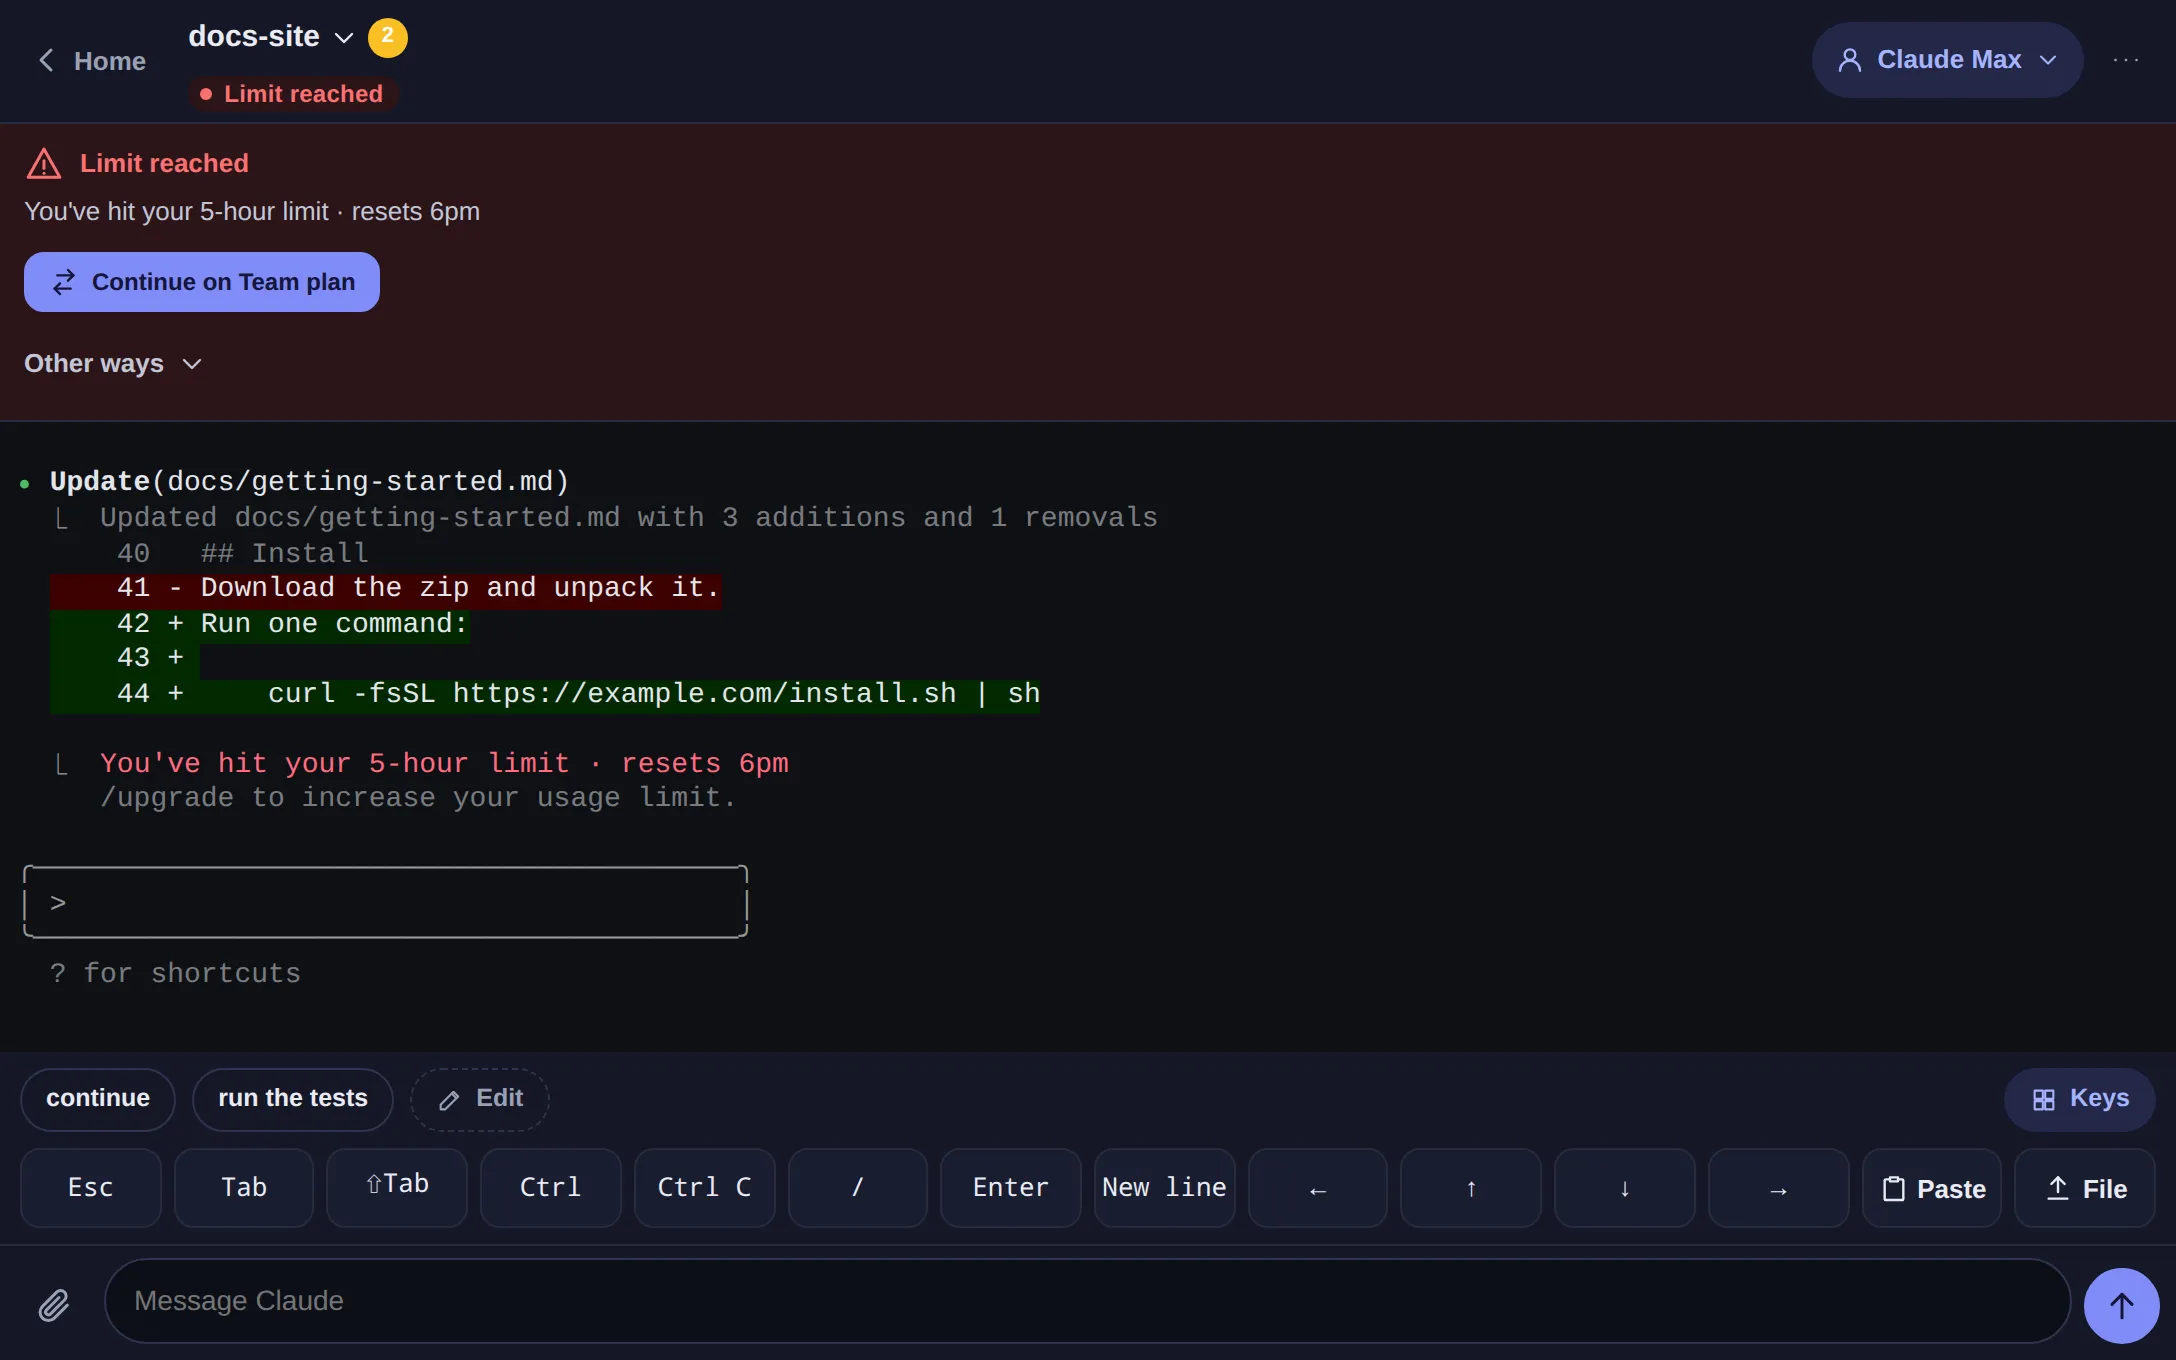 Home
docs-site 2
Limit reached
Claude Max
...
Limit reached
You've hit your 5-hour limit · resets 6pm
Continue on Team plan
Other ways
Update(docs/getting-started.md)
Updated docs/getting-started.md with 3 additions and 1 removals
40 ## Install
41 - Download the zip and unpack it.
42 + Run one command:
43 +
44 + curl -fsSL https://example.com/install.sh | sh
You've hit your 5-hour limit · resets 6pm
/upgrade to increase your usage limit.
>
? for shortcuts
continue run the tests Edit Keys
Esc Tab ⇧Tab Ctrl Ctrl C / Enter New line ← ↑ ↓ → Paste File
Message Claude